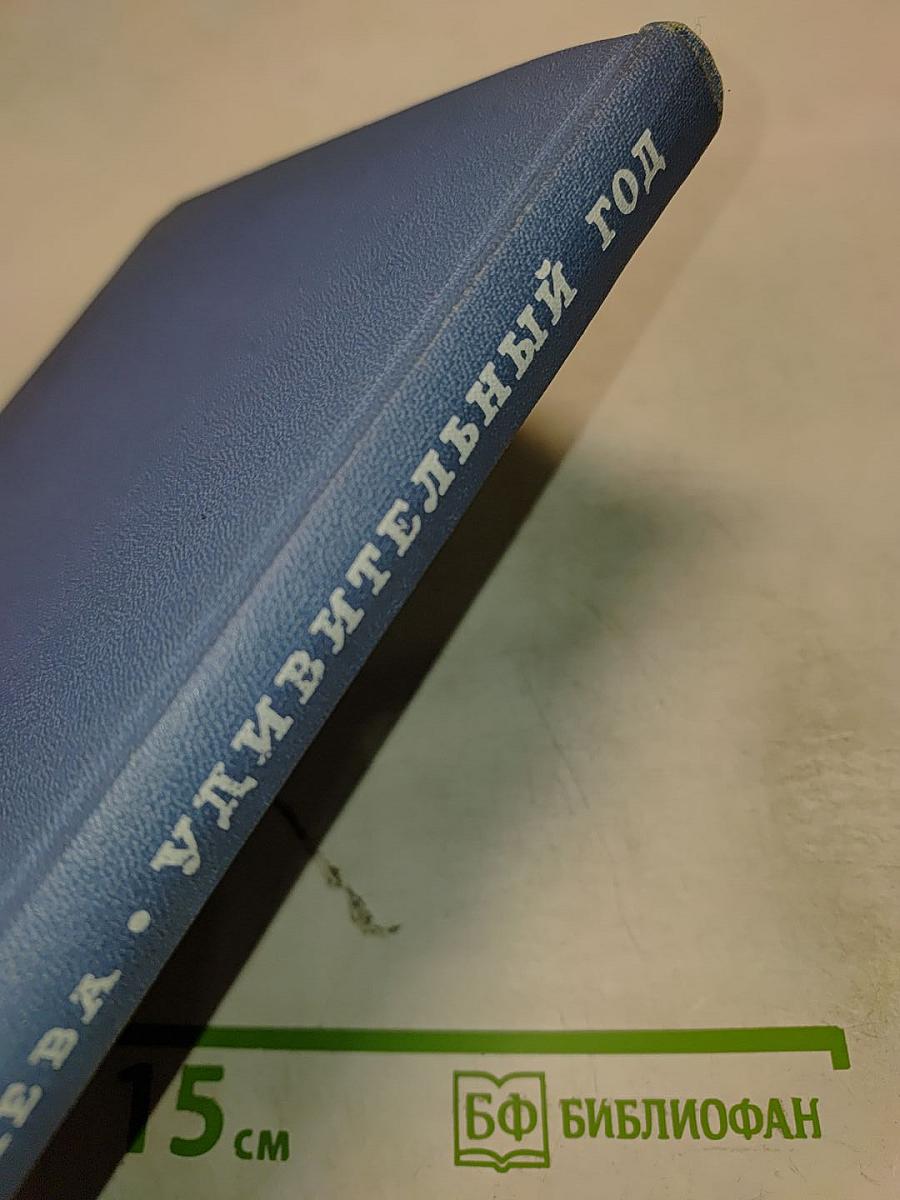 ЕВА · УДИВИТЕЛЬНЫЙ ГОД
15 см
БФ БИБЛИОФАН